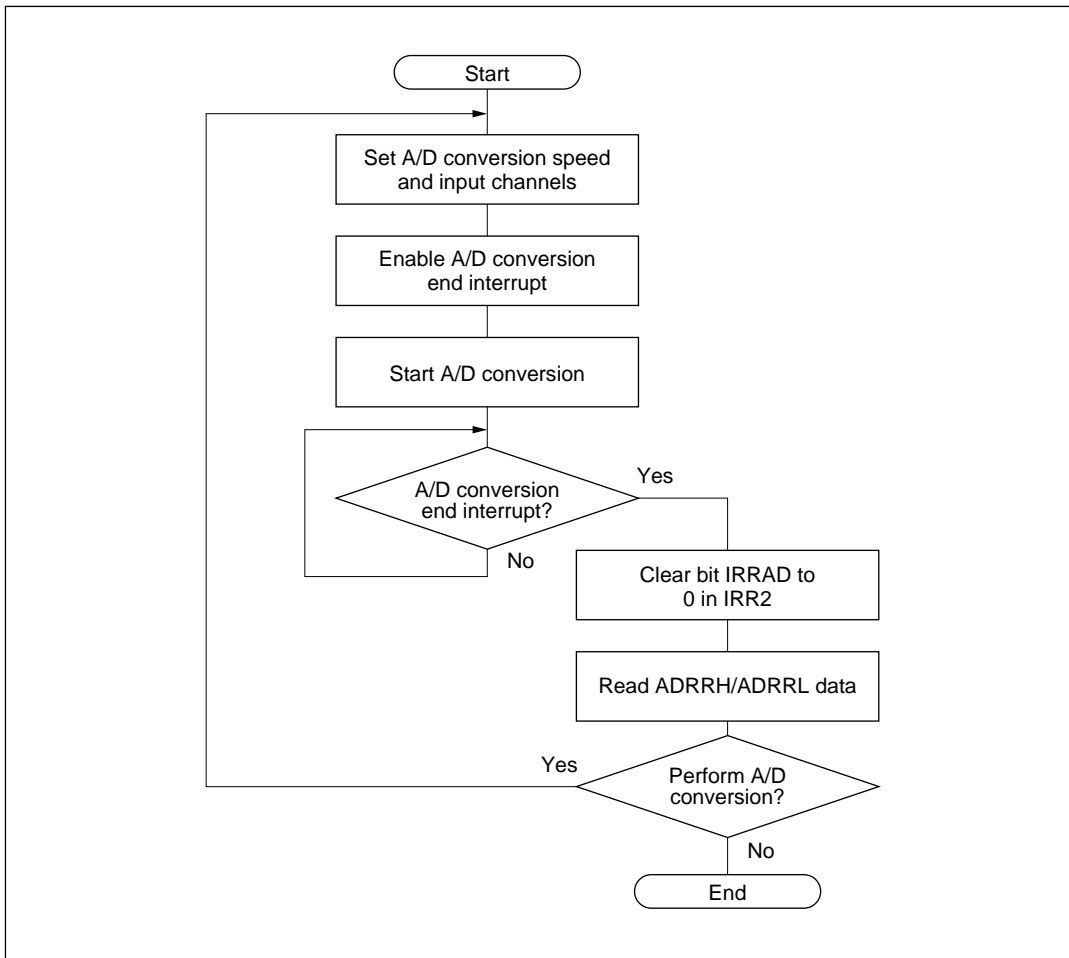 Start
Set A/D conversion speed
and input channels
Enable A/D conversion
end interrupt
Start A/D conversion
A/D conversion
end interrupt?
Yes
No
Clear bit IRRAD to
0 in IRR2
Read ADRRH/ADRRL data
Perform A/D
conversion?
Yes
No
End